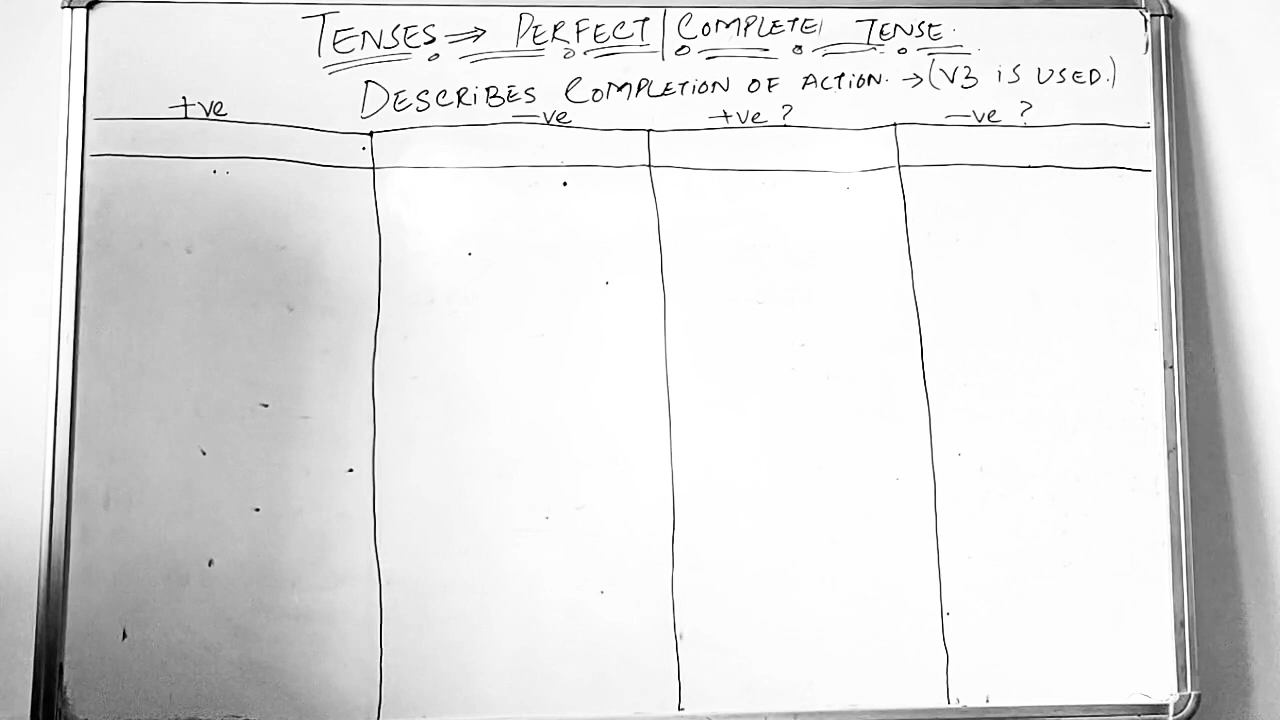 TENSES ⇒ PERFECT | COMPLETE TENSE.
DESCRIBES COMPLETION OF ACTION. → (V3 IS USED.)
+ve -ve +ve ? -ve ?